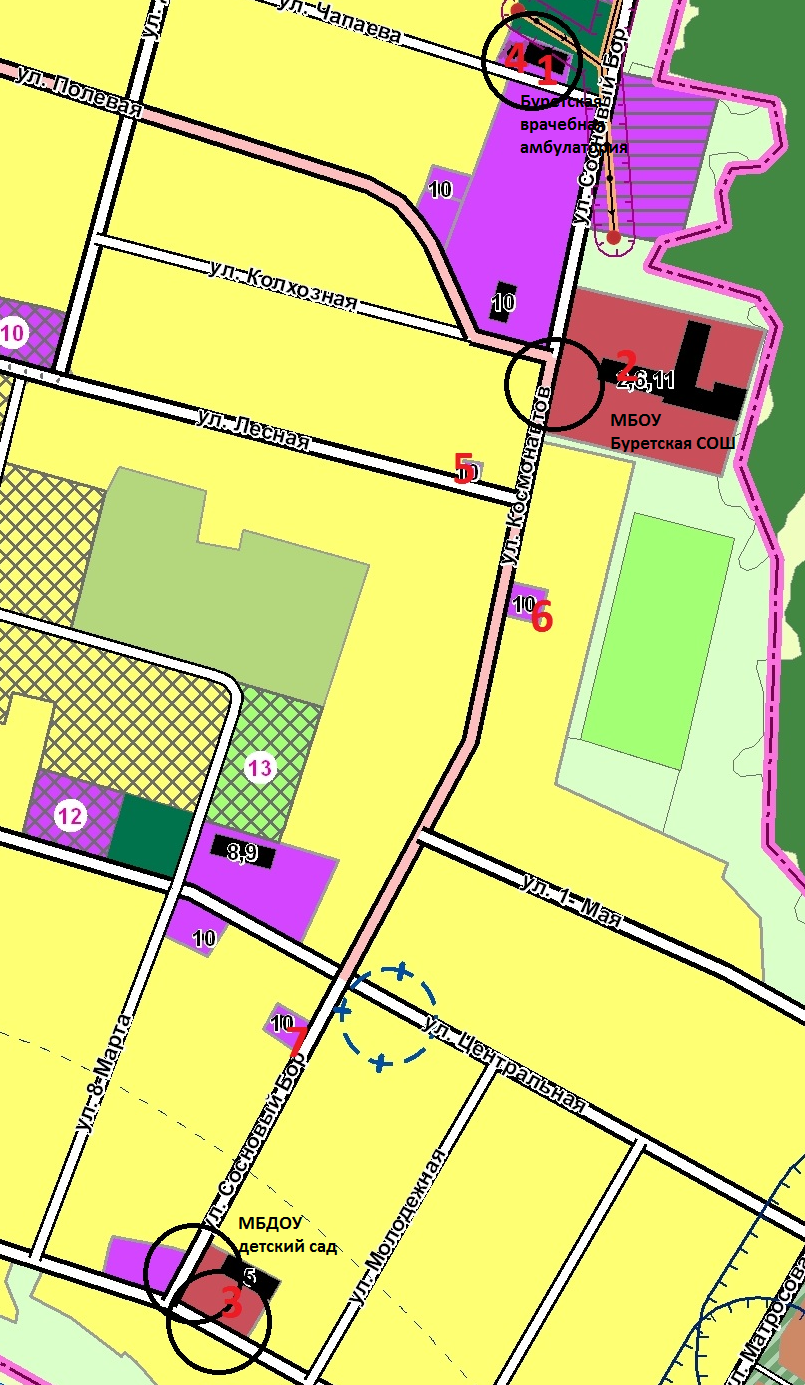 ул. Чапаева
ул. Полевая
4 1
Буретская
врачебная
амбулатория
ул. Сосновый Бор
10
ул. Колхозная
10
10
2
2,6,11
МБОУ
Буретская СОШ
ул. Лесная
5
10
ул. Космонавтов
10
6
13
12
8,9
ул. 1- Мая
10
10
7
ул. Центральная
ул. 8-Марта
ул. Сосновый Бор
ул. Молодежная
МБДОУ
детский сад
5
3
ул. Матросова